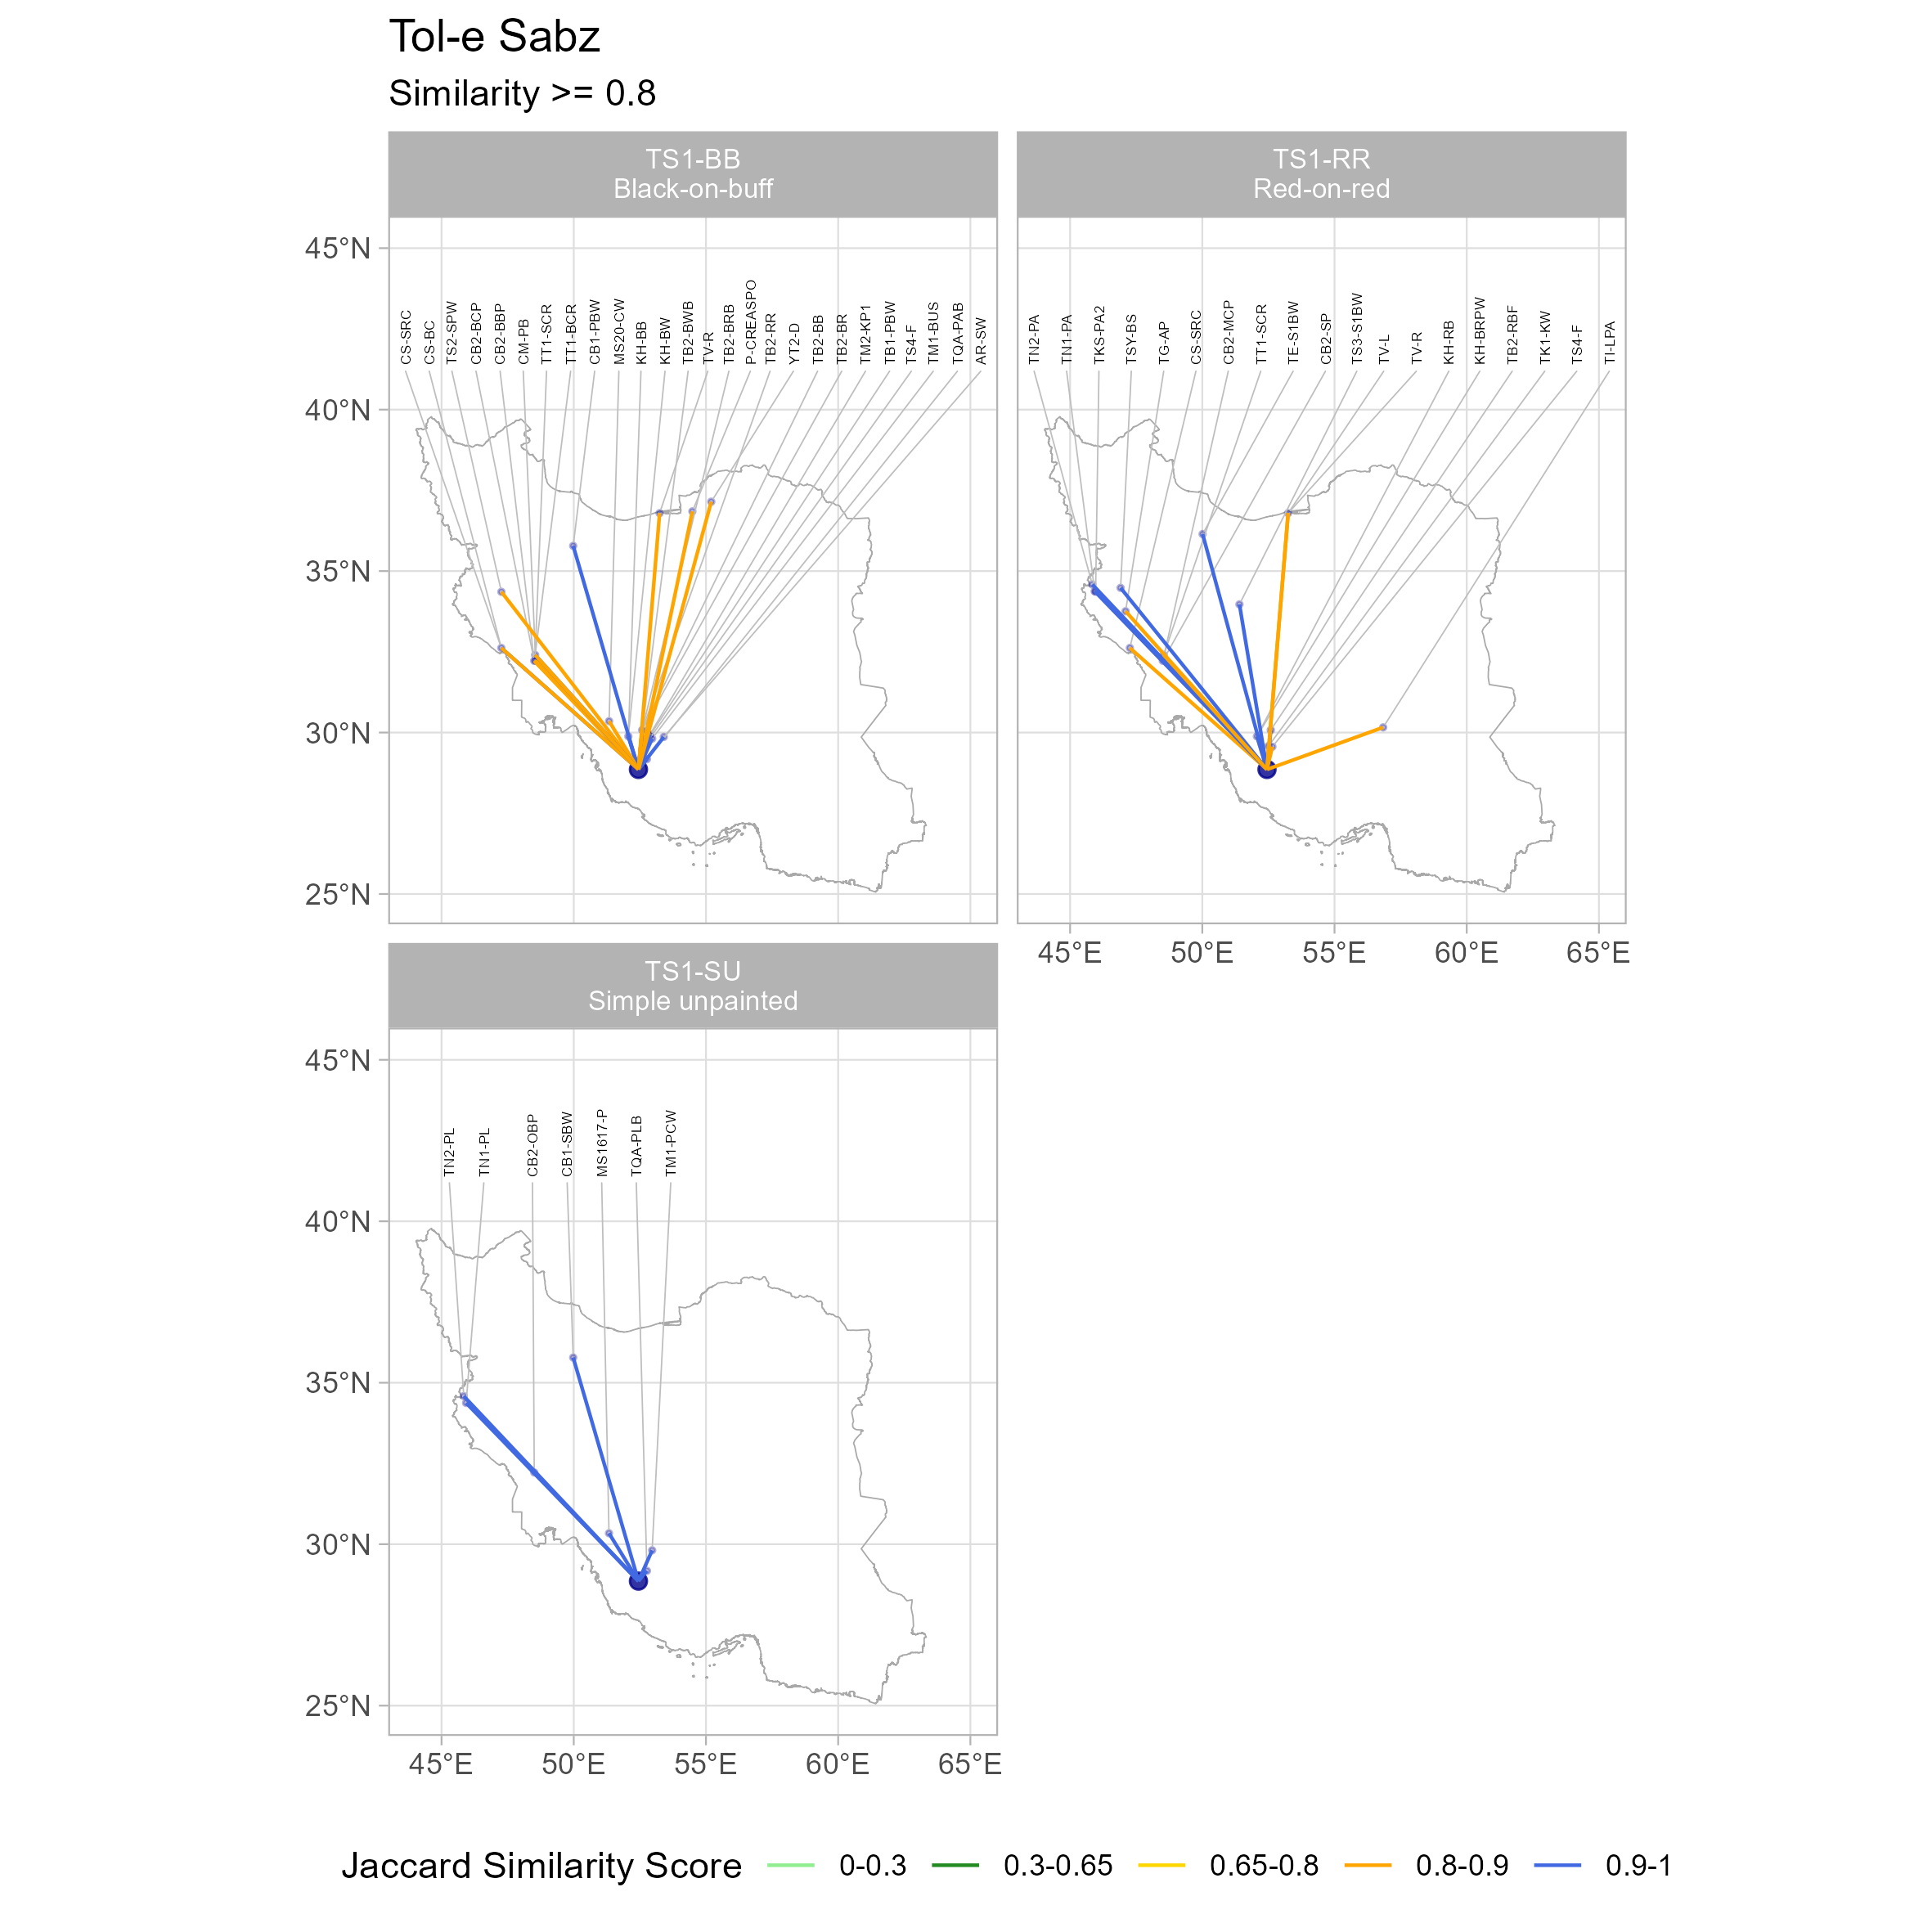 Tol-e Sabz
Similarity >= 0.8
TS1-BB
Black-on-buff
TS1-RR
Red-on-red
45°N
40°N
35°N
30°N
25°N
CS-SRC
CS-BC
TS2-SPW
CB2-BCP
CB2-BBP
CM-PB
TT1-SCR
TT1-BCR
CB1-PBW
MS20-CW
KH-BB
KH-BW
TB2-BWB
TV-R
TB2-BRB
P-CREASPO
TB2-RR
YT2-D
TB2-BB
TB2-BR
TM2-KP1
TB1-PBW
TS4-F
TM1-BUS
TQA-PAB
AR-SW
TN2-PA
TN1-PA
TKS-PA2
TSY-BS
TG-AP
CS-SRC
CB2-MCP
TT1-SCR
TE-S1BW
CB2-SP
TS3-S1BW
TV-L
TV-R
KH-RB
KH-BRPW
TB2-RBF
TK1-KW
TS4-F
TI-LPA
45°E 50°E 55°E 60°E 65°E
TS1-SU
Simple unpainted
45°N
40°N
35°N
30°N
25°N
TN2-PL
TN1-PL
CB2-OBP
CB1-SBW
MS1617-P
TQA-PLB
TM1-PCW
45°E 50°E 55°E 60°E 65°E
Jaccard Similarity Score 0-0.3 0.3-0.65 0.65-0.8 0.8-0.9 0.9-1